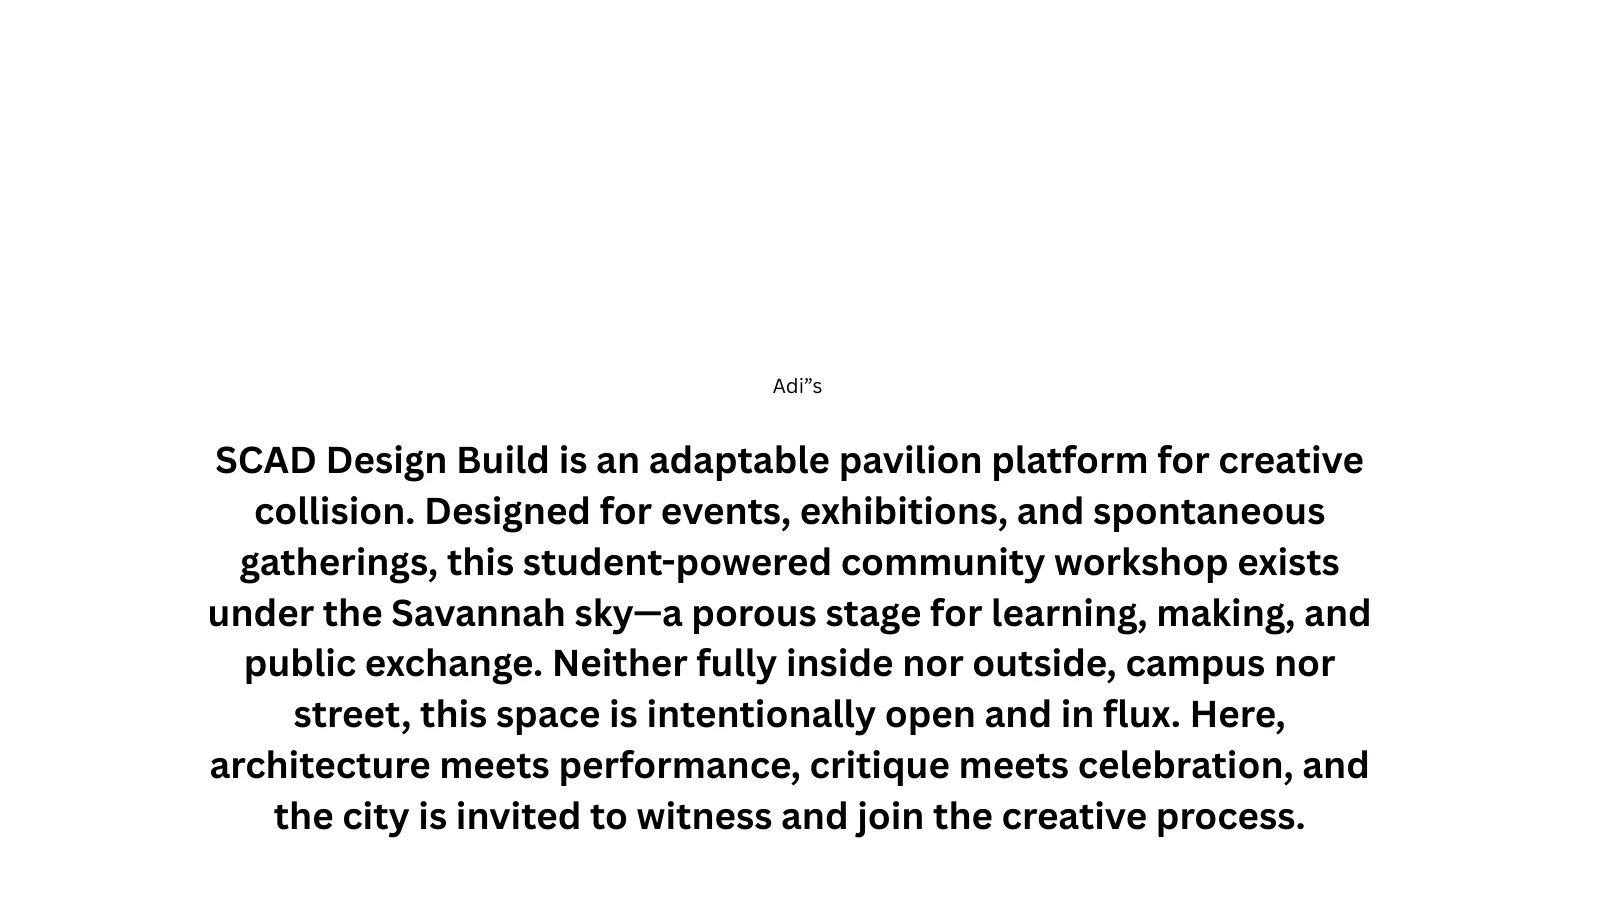 Adi”s
SCAD Design Build is an adaptable pavilion platform for creative
collision. Designed for events, exhibitions, and spontaneous
gatherings, this student-powered community workshop exists
under the Savannah sky—a porous stage for learning, making, and
public exchange. Neither fully inside nor outside, campus nor
street, this space is intentionally open and in flux. Here,
architecture meets performance, critique meets celebration, and
the city is invited to witness and join the creative process.